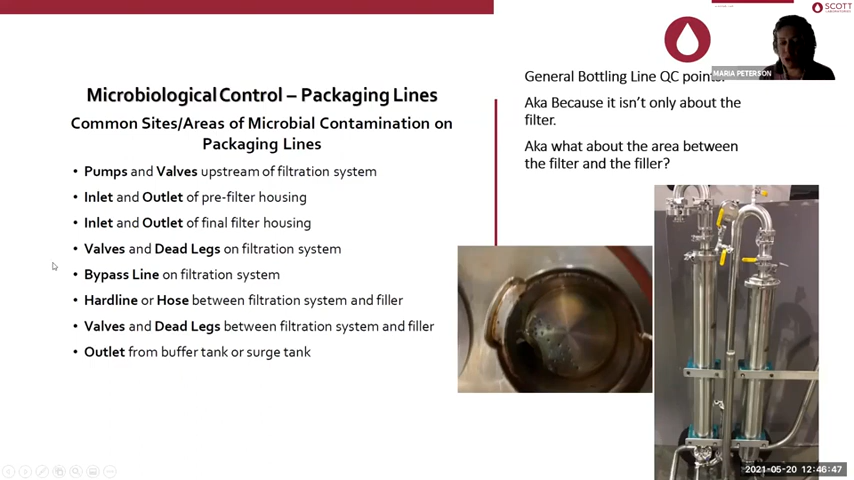 SCOTT
MARIA PETERSON
Microbiological Control – Packaging Lines
Common Sites/Areas of Microbial Contamination on
Packaging Lines
• Pumps and Valves upstream of filtration system
• Inlet and Outlet of pre-filter housing
• Inlet and Outlet of final filter housing
• Valves and Dead Legs on filtration system
• Bypass Line on filtration system
• Hardline or Hose between filtration system and filler
• Valves and Dead Legs between filtration system and filler
• Outlet from buffer tank or surge tank
General Bottling Line QC points.
Aka Because it isn't only about the
filter.
Aka what about the area between
the filter and the filler?
2021-05-20 12:46:47